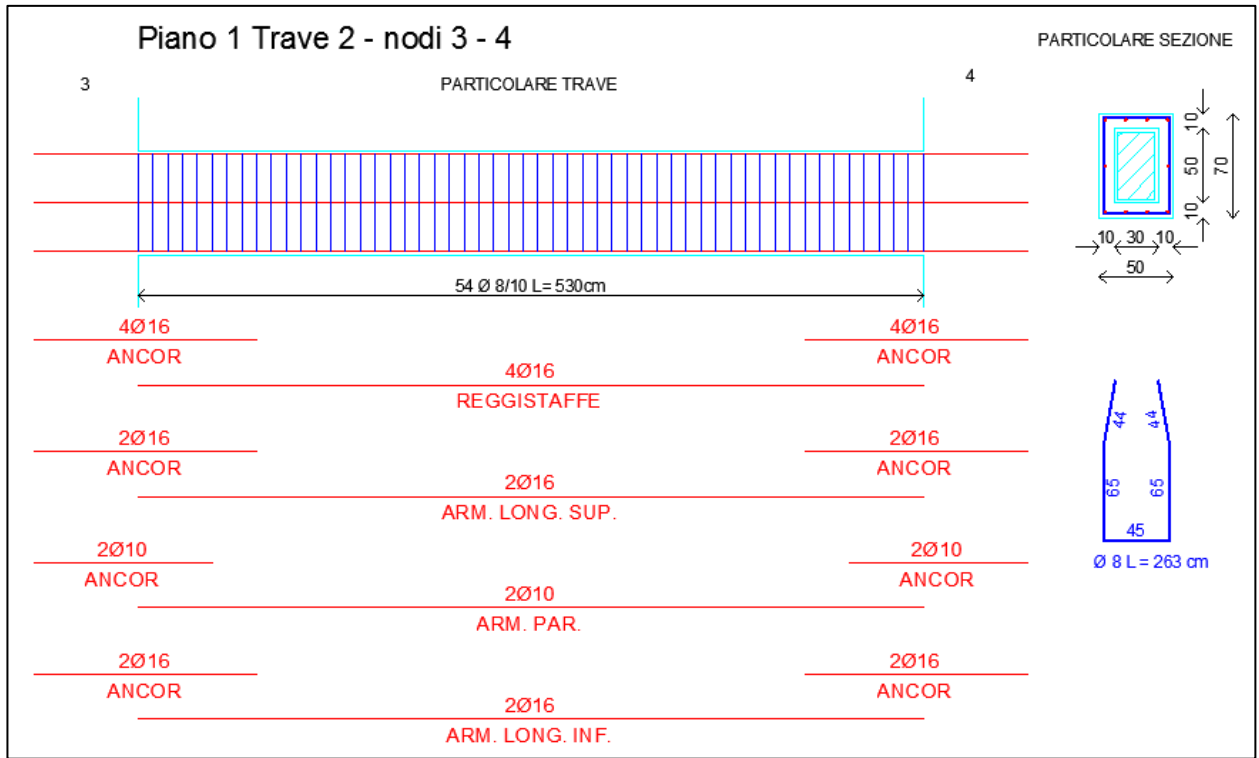 Piano 1 Trave 2 - nodi 3 - 4
PARTICOLARE SEZIONE
3
PARTICOLARE TRAVE
4
10
50
70
10
10 30 10
50
54 Ø 8/10 L= 530cm
4Ø16
ANCOR
4Ø16
ANCOR
4Ø16
REGGISTAFFE
2Ø16
ANCOR
2Ø16
ANCOR
2Ø16
ARM. LONG. SUP.
2Ø10
ANCOR
2Ø10
ANCOR
2Ø10
ARM. PAR.
2Ø16
ANCOR
2Ø16
ANCOR
2Ø16
ARM. LONG. INF.
44
44
65
65
45
Ø 8 L = 263 cm